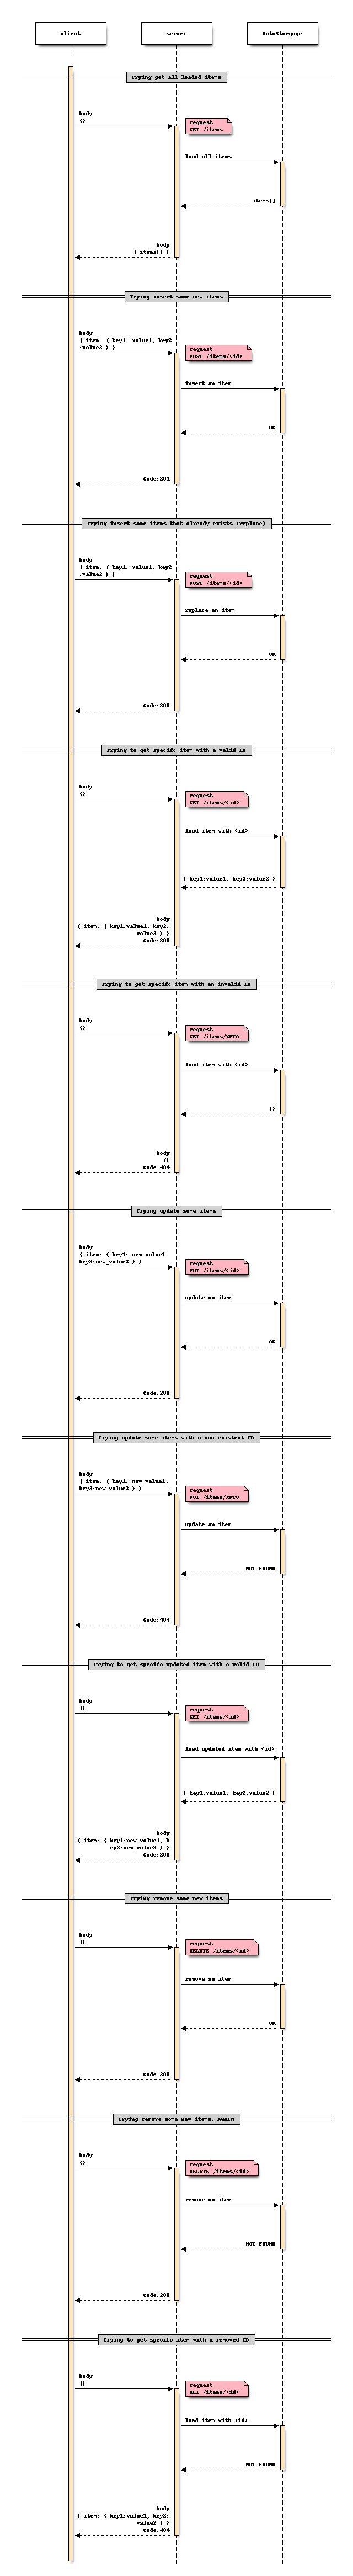 client
server
DataStoryage
Trying get all loaded items
body
{}
request
GET /items
load all items
items[]
body
{ items[] }
Trying insert some new items
body
{ item: { key1: value1, key2
:value2 } }
request
POST /items/<id>
insert an item
OK
Code:201
Trying insert some items that already exists (replace)
body
{ item: { key1: value1, key2
:value2 } }
request
POST /items/<id>
replace an item
OK
Code:200
Trying to get specifc item with a valid ID
body
{}
request
GET /items/<id>
load item with <id>
{ key1:value1, key2:value2 }
body
{ item: { key1:value1, key2:
value2 } }
Code:200
Trying to get specifc item with an invalid ID
body
{}
request
GET /items/XPTO
load item with <id>
{}
body
{}
Code:404
Trying update some items
body
{ item: { key1: new_value1,
key2:new_value2 } }
request
PUT /items/<id>
update an item
OK
Code:200
Trying update some items with a non existent ID
body
{ item: { key1: new_value1,
key2:new_value2 } }
request
PUT /items/XPTO
update an item
NOT FOUND
Code:404
Trying to get specifc updated item with a valid ID
body
{}
request
GET /items/<id>
load updated item with <id>
{ key1:value1, key2:value2 }
body
{ item: { key1:new_value1, k
ey2:new_value2 } }
Code:200
Trying remove some new items
body
{}
request
DELETE /items/<id>
remove an item
OK
Code:200
Trying remove some new items, AGAIN
body
{}
request
DELETE /items/<id>
remove an item
NOT FOUND
Code:200
Trying to get specifc item with a removed ID
body
{}
request
GET /items/<id>
load item with <id>
NOT FOUND
body
{ item: { key1:value1, key2:
value2 } }
Code:404